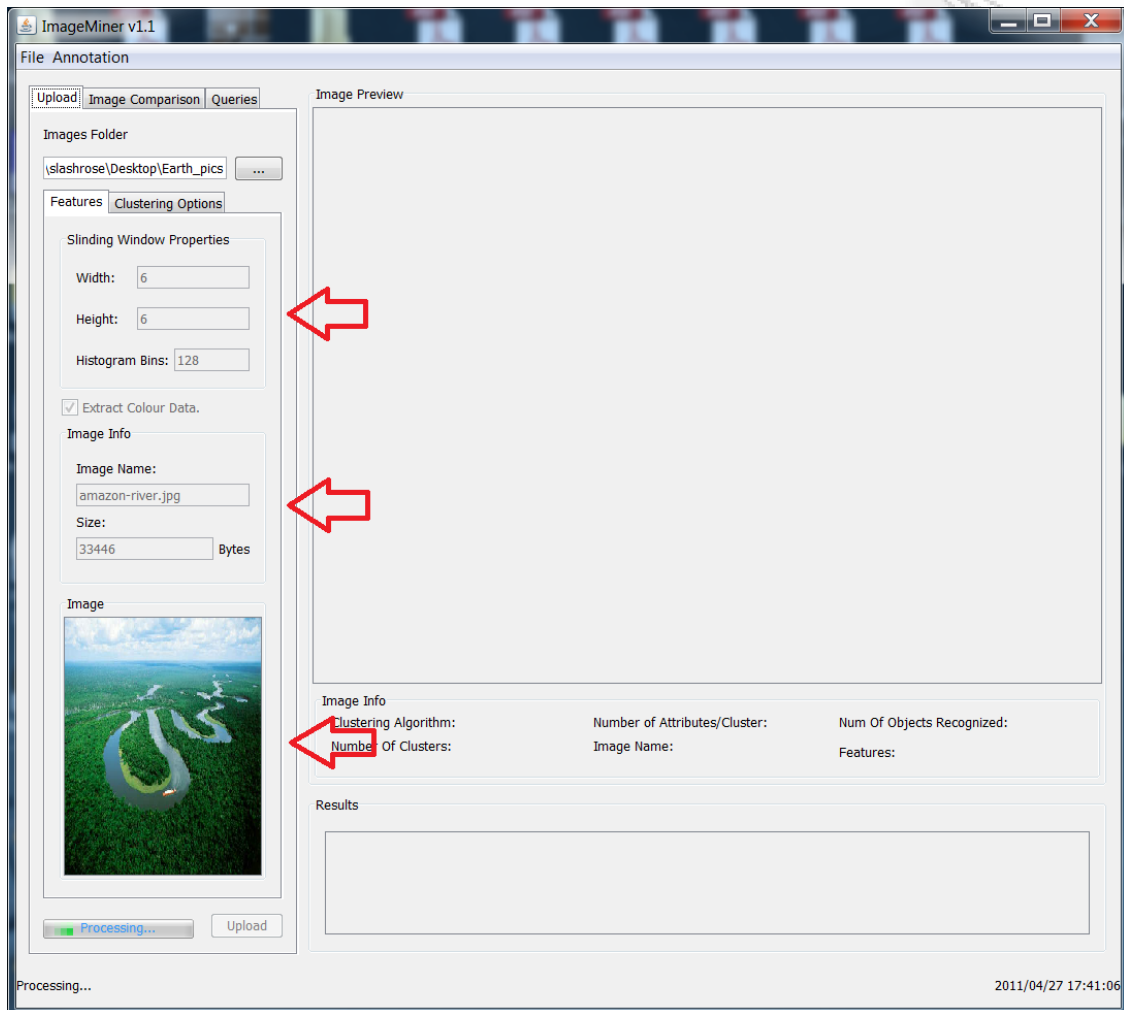 ImageMiner v1.1
File Annotation
Upload Image Comparison Queries
Images Folder
\slashrose\Desktop\Earth_pics ...
Features Clustering Options
Slinding Window Properties
Width: 6
Height: 6
Histogram Bins: 128
Extract Colour Data.
Image Info
Image Name:
amazon-river.jpg
Size:
33446 Bytes
Image
Processing... Upload
Image Preview
Image Info
Clustering Algorithm: Number of Attributes/Cluster: Num Of Objects Recognized:
Number Of Clusters: Image Name: Features:
Results
Processing... 2011/04/27 17:41:06